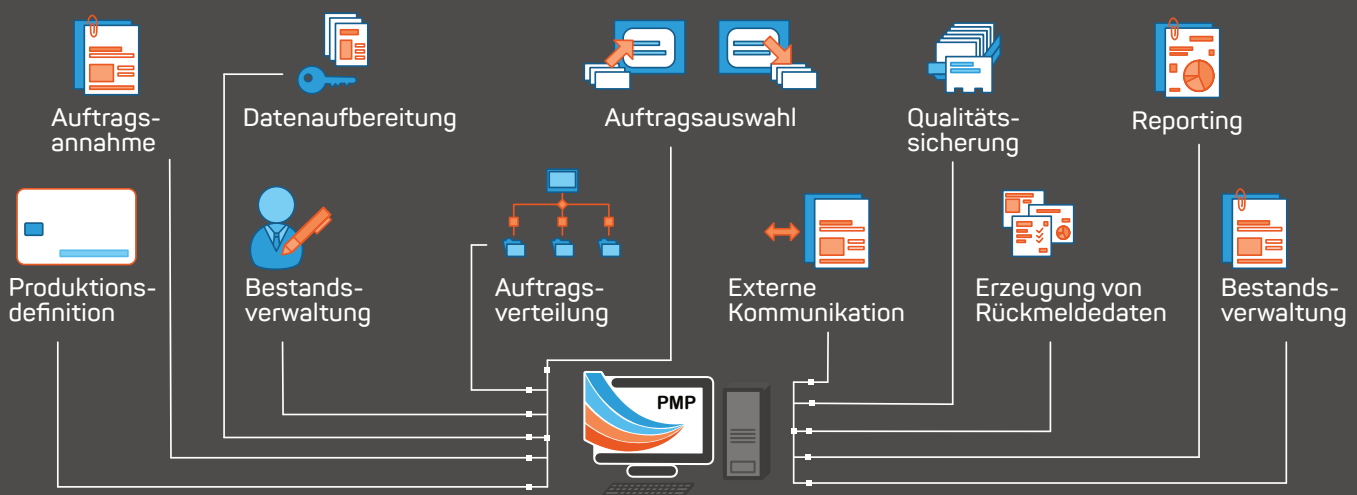 Auftrags-
annahme
Datenaufbereitung
Auftragsauswahl
Qualitäts-
sicherung
Reporting
Produktions-
definition
Bestands-
verwaltung
Auftrags-
verteilung
Externe
Kommunikation
Erzeugung von
Rückmeldedaten
Bestands-
verwaltung
PMP